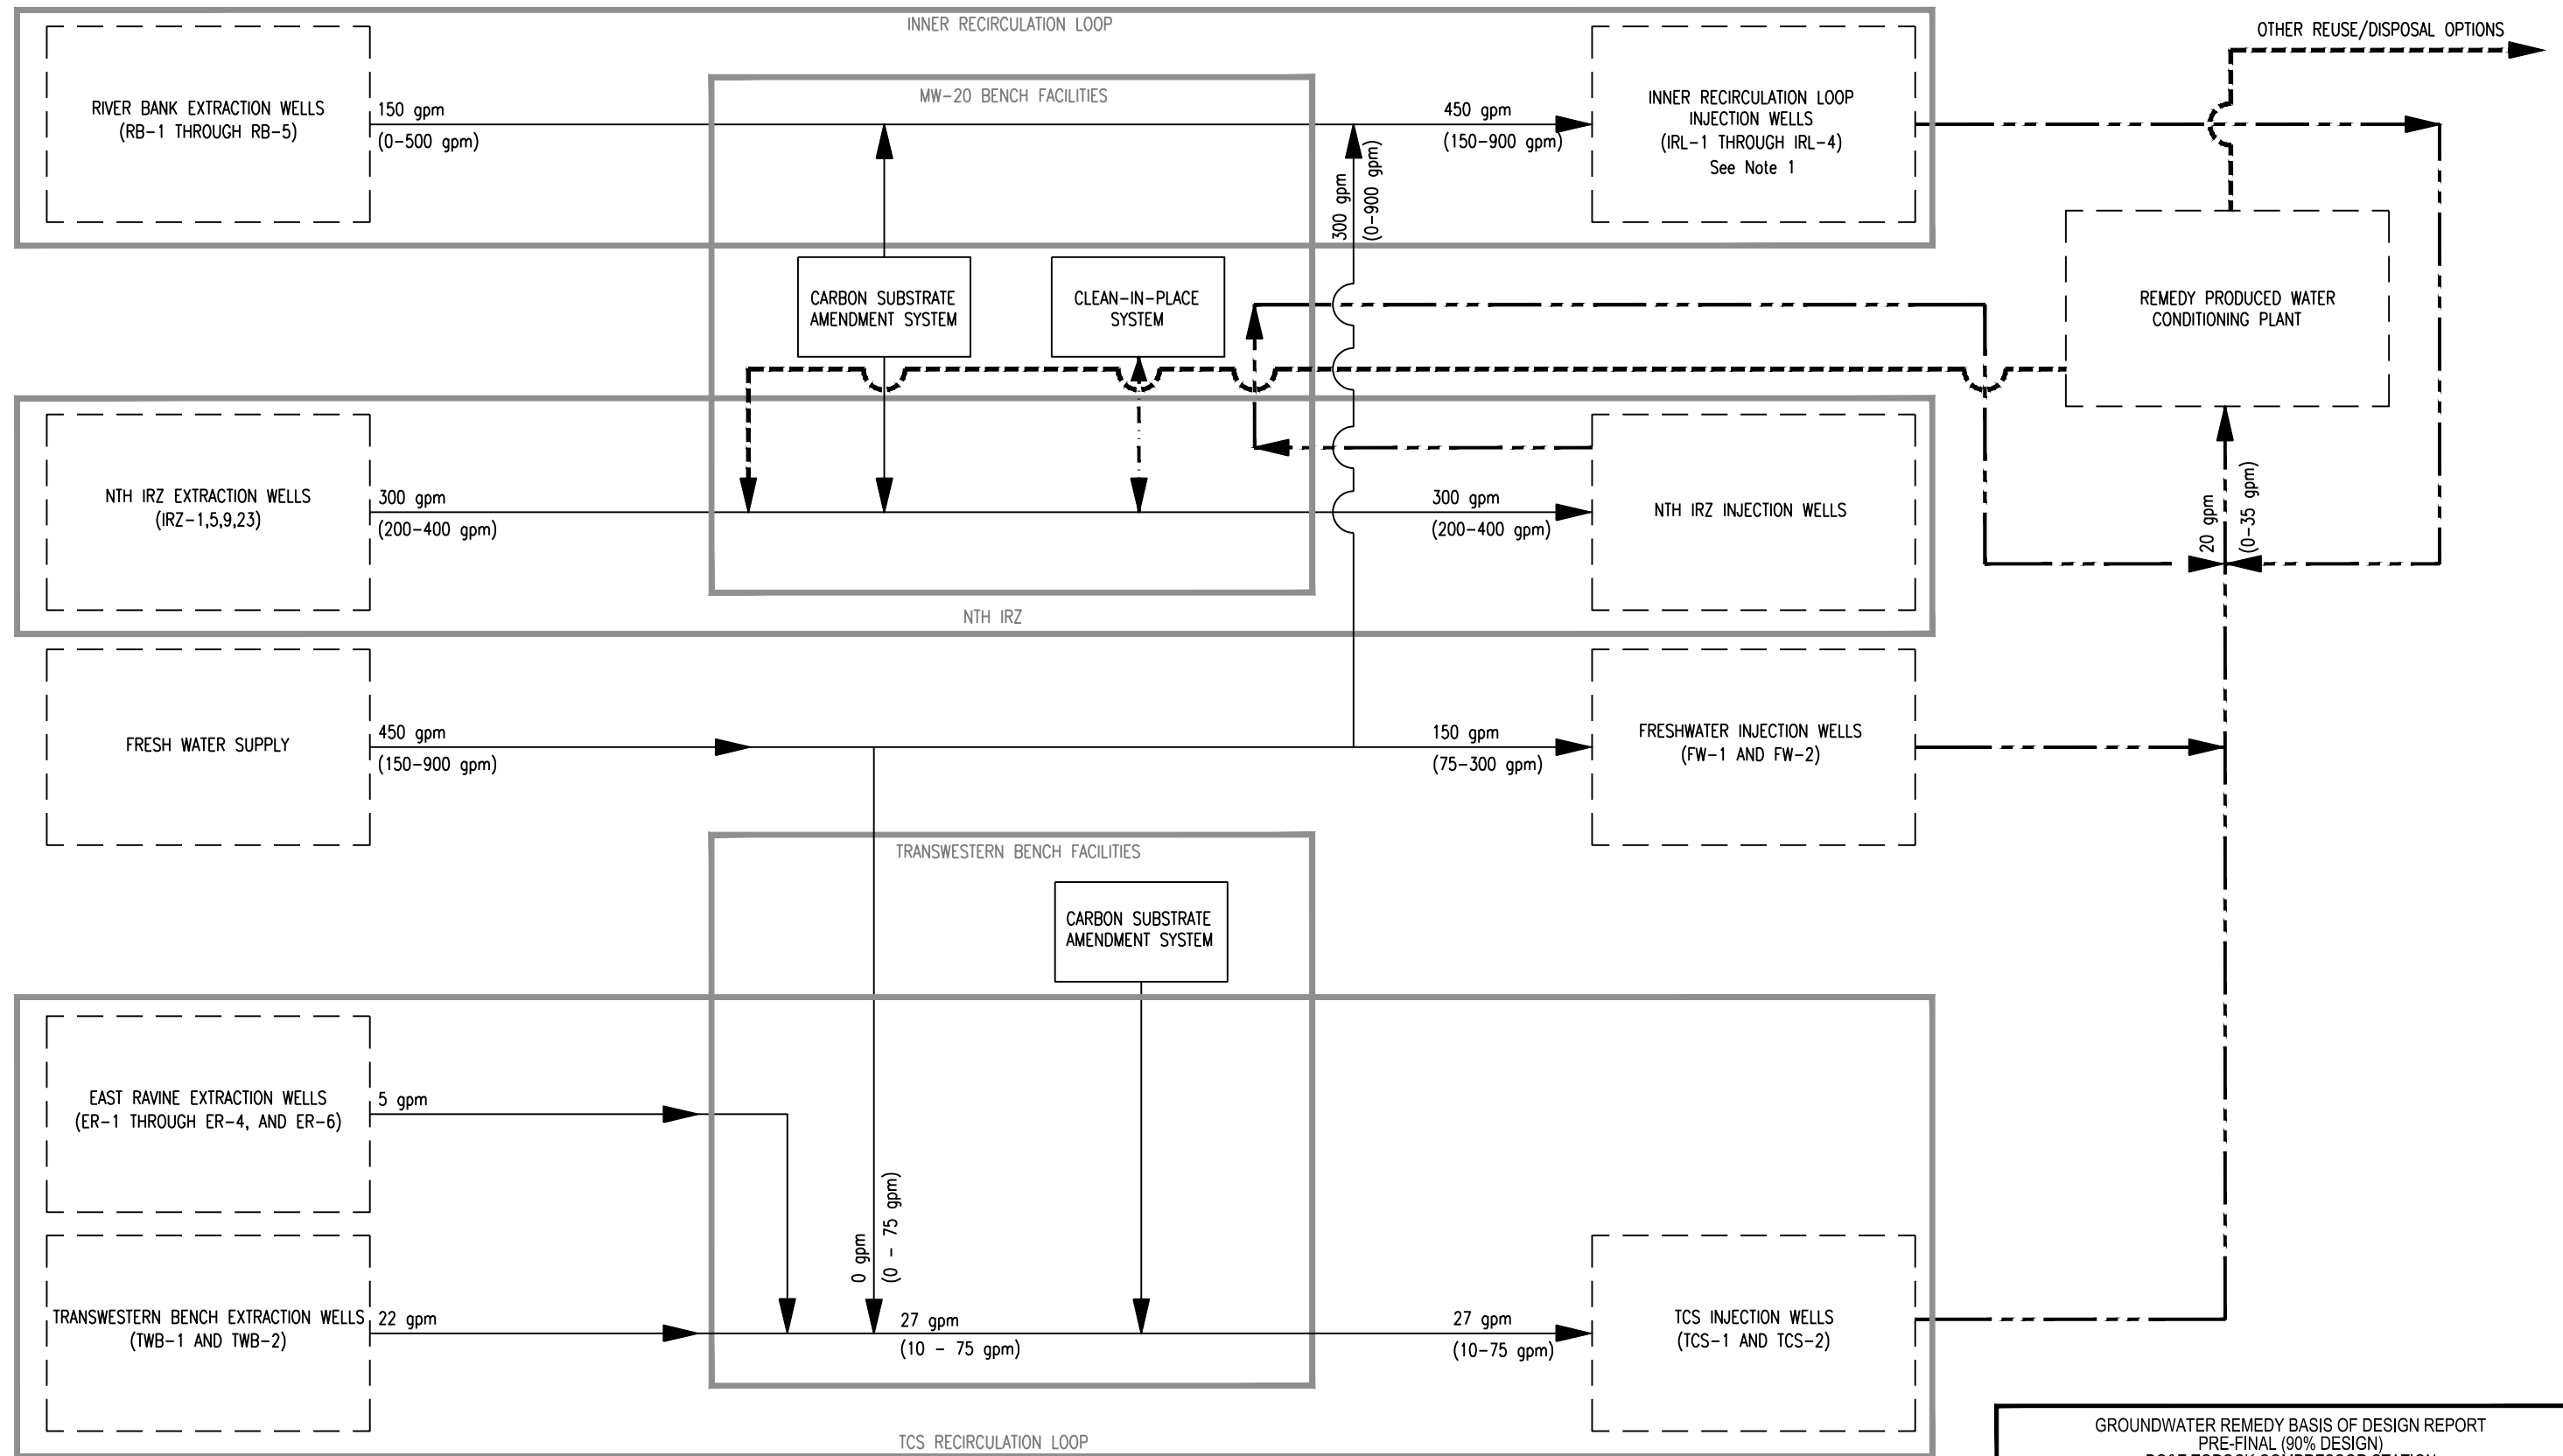 INNER RECIRCULATION LOOP
RIVER BANK EXTRACTION WELLS
(RB-1 THROUGH RB-5)
150 gpm
(0-500 gpm)
MW-20 BENCH FACILITIES
450 gpm
(150-900 gpm)
300 gpm
(0-900 gpm)
INNER RECIRCULATION LOOP
INJECTION WELLS
(IRL-1 THROUGH IRL-4)
See Note 1
OTHER REUSE/DISPOSAL OPTIONS
CARBON SUBSTRATE
AMENDMENT SYSTEM
CLEAN-IN-PLACE
SYSTEM
REMEDY PRODUCED WATER
CONDITIONING PLANT
NTH IRZ EXTRACTION WELLS
(IRZ-1,5,9,23)
300 gpm
(200-400 gpm)
300 gpm
(200-400 gpm)
NTH IRZ INJECTION WELLS
20 gpm
(0-35 gpm)
NTH IRZ
FRESH WATER SUPPLY
450 gpm
(150-900 gpm)
150 gpm
(75-300 gpm)
FRESHWATER INJECTION WELLS
(FW-1 AND FW-2)
TRANSWESTERN BENCH FACILITIES
CARBON SUBSTRATE
AMENDMENT SYSTEM
EAST RAVINE EXTRACTION WELLS
(ER-1 THROUGH ER-4, AND ER-6)
5 gpm
0 gpm
(0 - 75 gpm)
TRANSWESTERN BENCH EXTRACTION WELLS
(TWB-1 AND TWB-2)
22 gpm
27 gpm
(10 - 75 gpm)
27 gpm
(10-75 gpm)
TCS INJECTION WELLS
(TCS-1 AND TCS-2)
TCS RECIRCULATION LOOP
GROUNDWATER REMEDY BASIS OF DESIGN REPORT
PRE-FINAL (90% DESIGN)
PG&E TOPOCK COMPRESSOR STATION